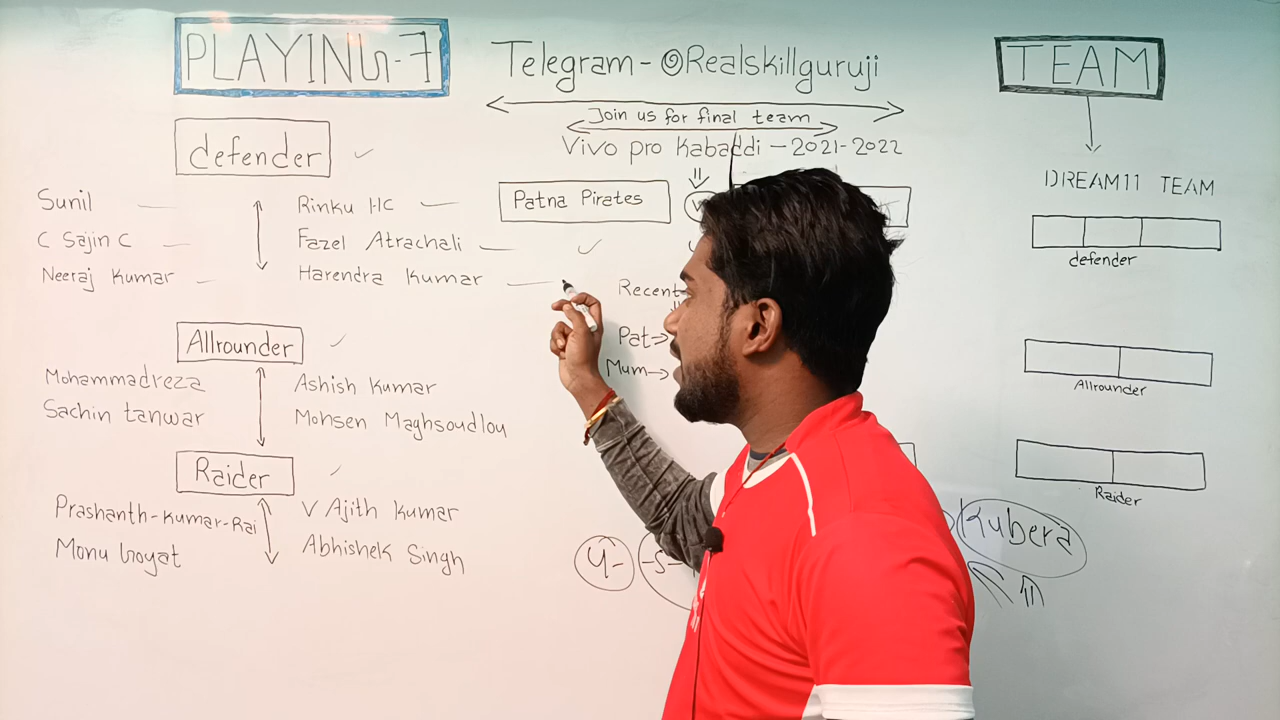 PLAYING-7
Telegram - @Realskillguruji
TEAM
Join us for final team
Vivo pro Kabaddi - 2021-2022
defender
DREAM11 TEAM
Patna Pirates
Sunil
Rinku HC
C Sajin C
Fazel Atrachali
Neeraj Kumar
Harendra Kumar
defender
Recent
Pat→
Mum→
Allrounder
Mohammadreza
Ashish Kumar
Sachin tanwar
Mohsen Maghsoudlou
Allrounder
Raider
Prashanth-Kumar-Rai
V Ajith Kumar
Monu Goyat
Abhishek Singh
Raider
Kubera